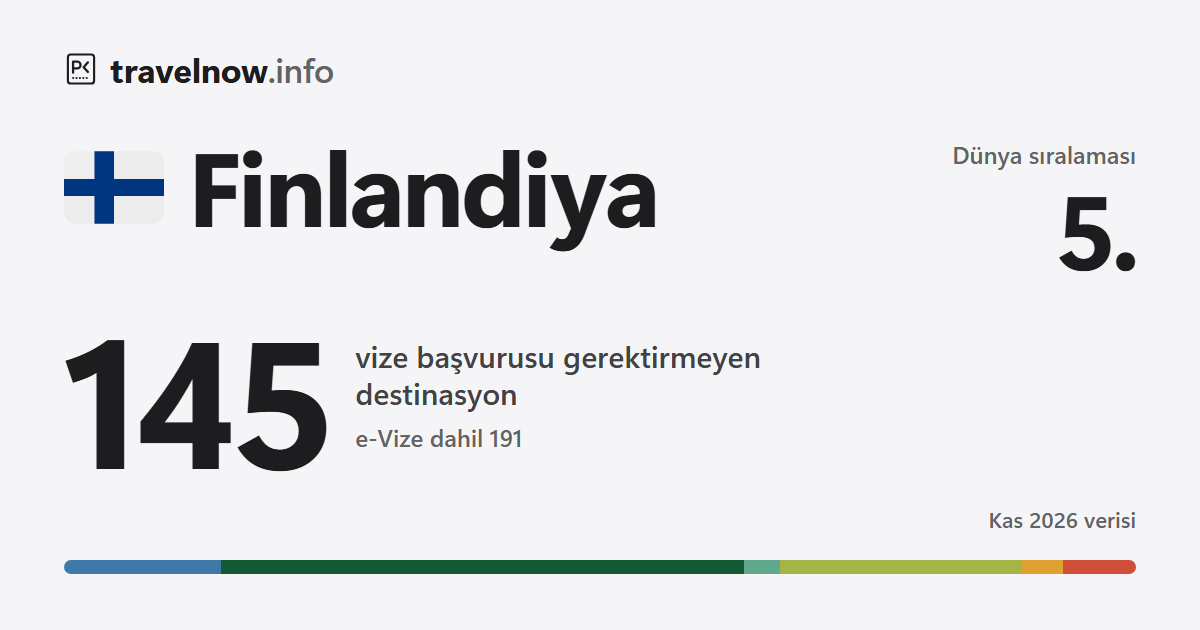 travelnow.info
Finlandiya
Dünya sıralaması
5.
145
vize başvurusu gerektirmeyen
destinasyon
e-Vize dahil 191
Kas 2026 verisi